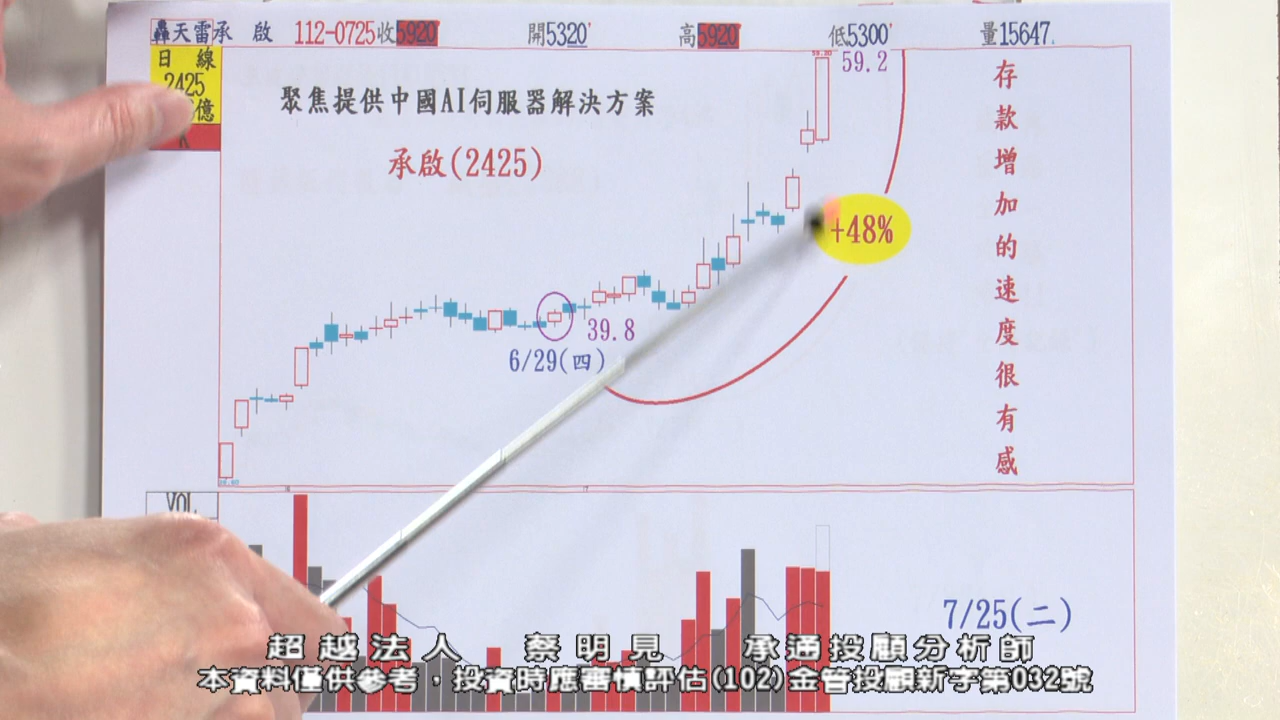 轟天雷承 啟 112-0725收5920' 開5320' 高5920' 低5300' 量15647
日 線
2425
億
聚焦提供中國AI伺服器解決方案
承啟(2425)
59.20
59.2
+48%
39.8
6/29(四)
存款增加的速度很有感
VOL
7/25(二)
超越法人 蔡明見 承通投顧分析師
本資料僅供參考,投資時應審慎評估(102)金管投顧新字第032號